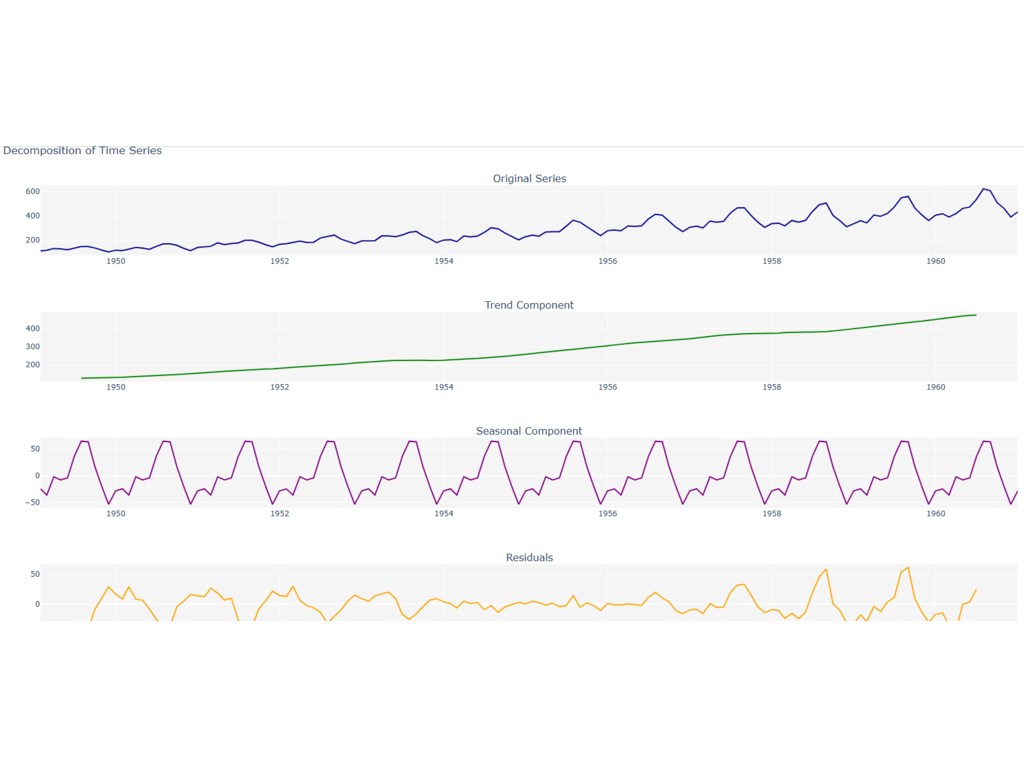 Decomposition of Time Series
Original Series
600
400
200
1950 1952 1954 1956 1958 1960
Trend Component
400
300
200
1950 1952 1954 1956 1958 1960
Seasonal Component
50
0
−50
1950 1952 1954 1956 1958 1960
Residuals
50
0